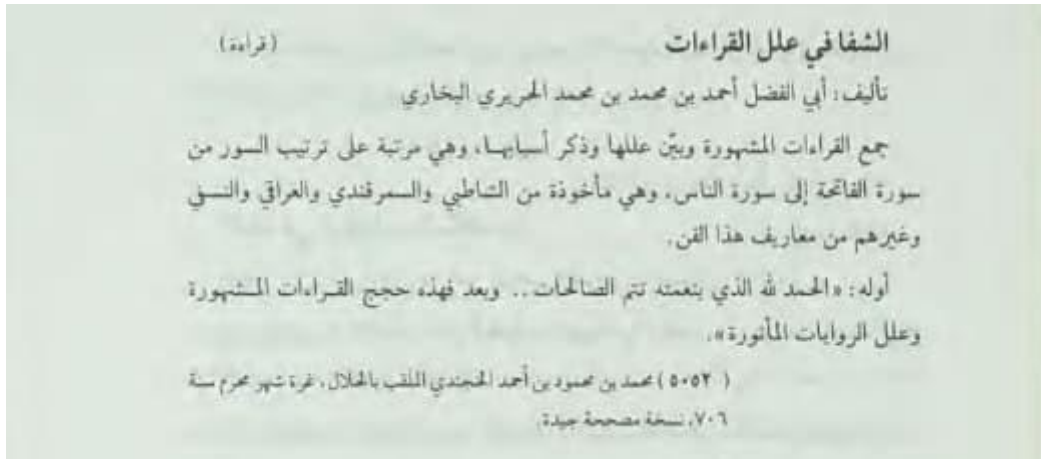 الشفا في علل القراءات (قراءة)
تأليف: أبي الفضل أحمد بن محمد بن محمد الحريري البخاري
جمع القراءات المشهورة وبيّن عللها وذكر أسبابها، وهي مرتبة على ترتيب السور من
سورة الفاتحة إلى سورة الناس، وهي مأخوذة من الشاطبي والسمرقندي والعراقي والنسفي
وغيرهم من معاريف هذا الفن.
أوله: «الحمد لله الذي بنعمته تتم الصالحات.. وبعد فهذه حجج القراءات المشهورة
وعلل الروايات المأثورة».
( ٥٠٥٢ ) محمد بن محمود بن أحمد الخجندي الملقب بالخلال، غرة شهر محرم سنة
٧٠٦، نسخة مصححة جيدة.